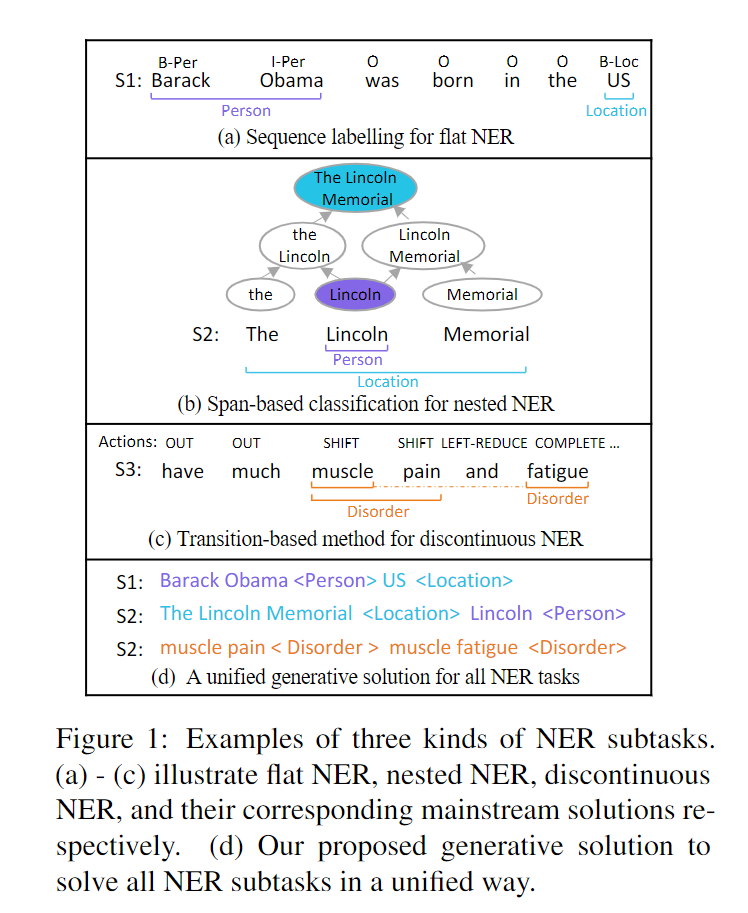 B-Per I-Per O O O O B-Loc
S1: Barack Obama was born in the US
Person Location
(a) Sequence labelling for flat NER
The Lincoln
Memorial
the
Lincoln
Lincoln
Memorial
the Lincoln Memorial
S2: The Lincoln Memorial
Person
Location
(b) Span-based classification for nested NER
Actions: OUT OUT SHIFT SHIFT LEFT-REDUCE COMPLETE ...
S3: have much muscle pain and fatigue
Disorder Disorder
(c) Transition-based method for discontinuous NER
S1: Barack Obama <Person> US <Location>
S2: The Lincoln Memorial <Location> Lincoln <Person>
S2: muscle pain < Disorder > muscle fatigue <Disorder>
(d) A unified generative solution for all NER tasks
Figure 1: Examples of three kinds of NER subtasks.
(a) - (c) illustrate flat NER, nested NER, discontinuous
NER, and their corresponding mainstream solutions re-
spectively. (d) Our proposed generative solution to
solve all NER subtasks in a unified way.